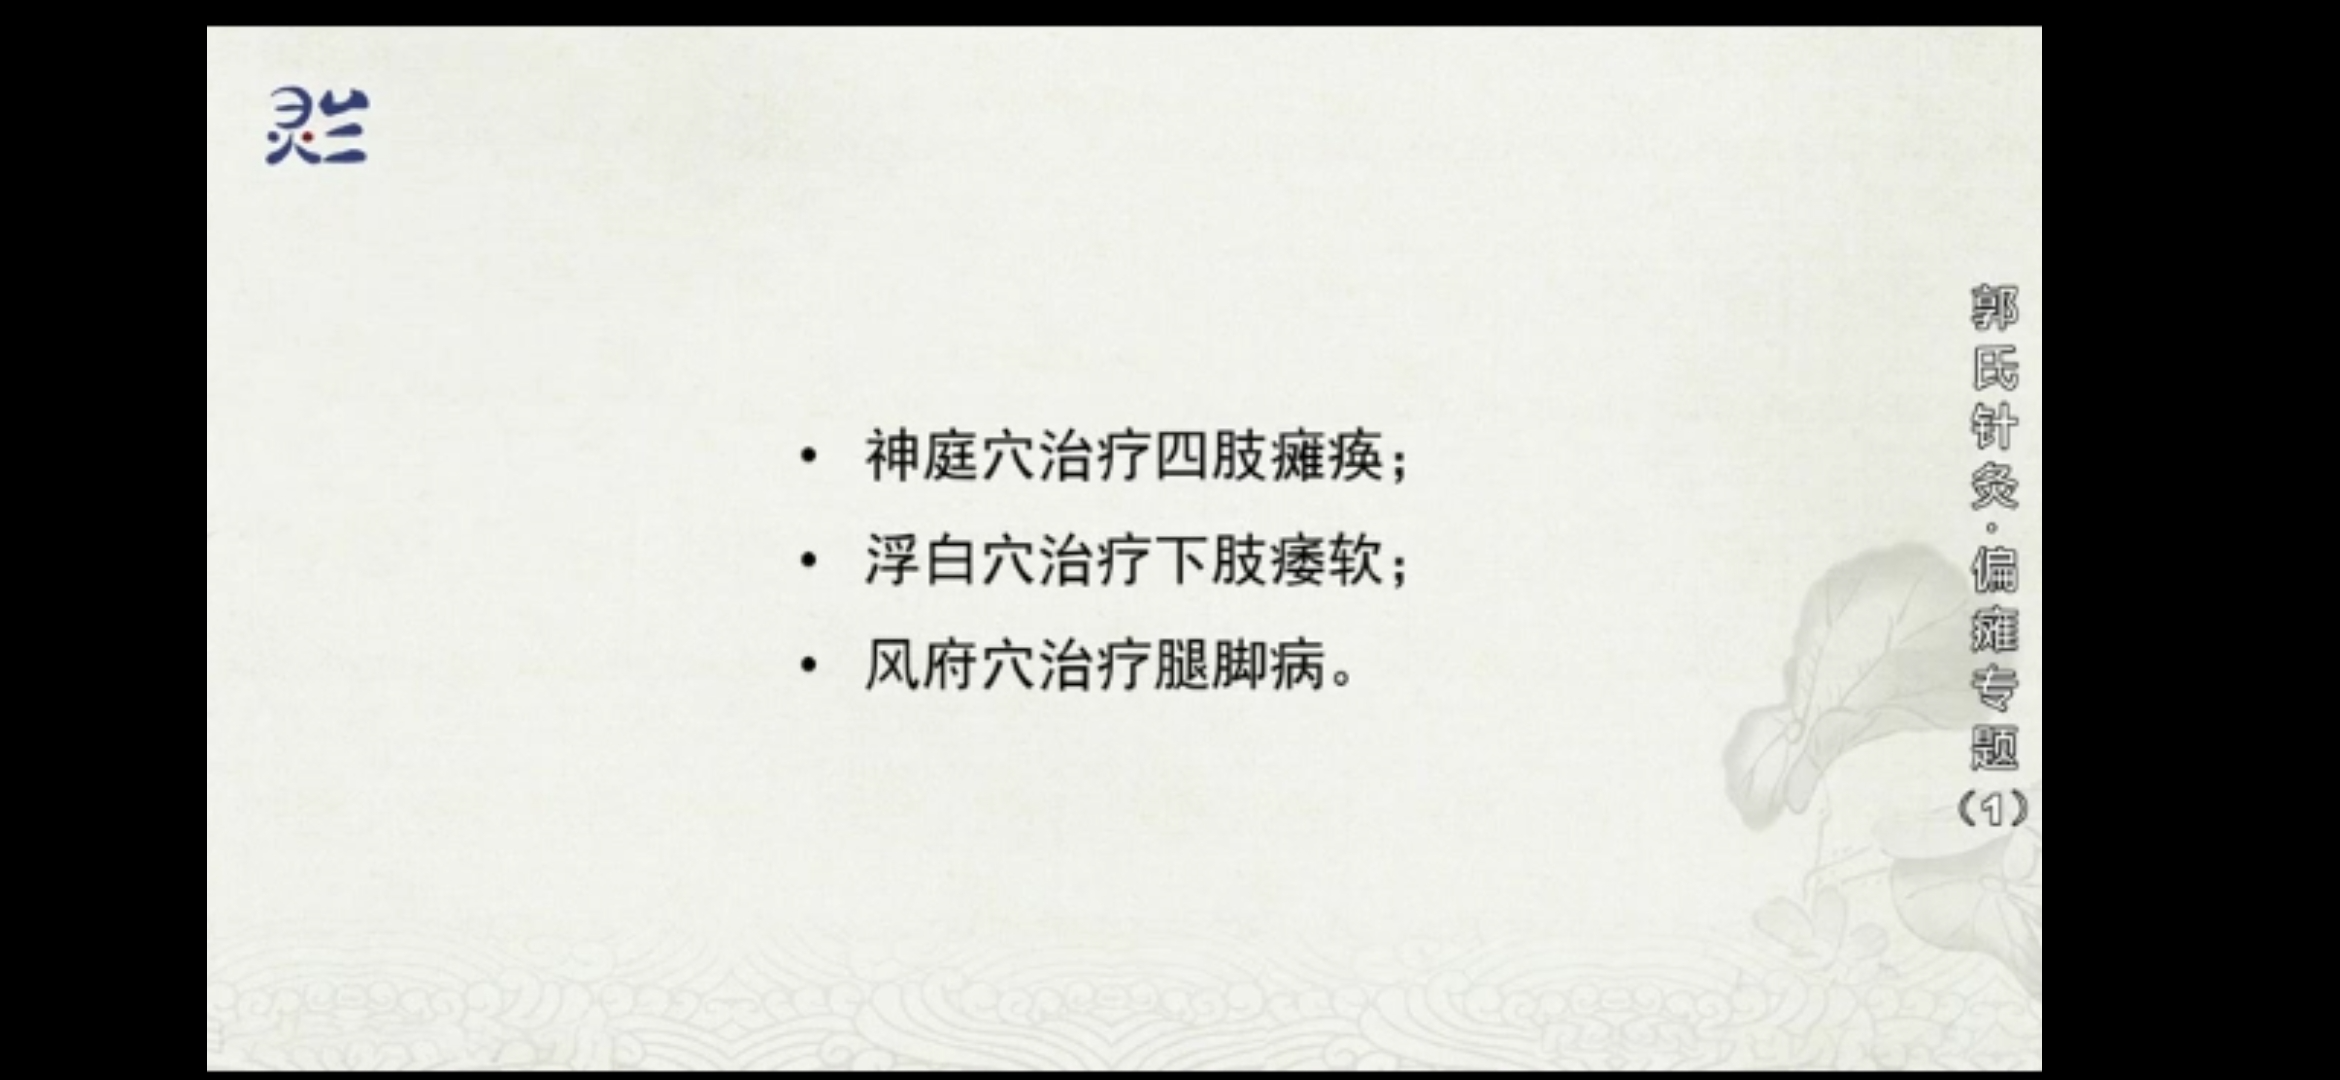 灵兰
• 神庭穴治疗四肢瘫痪；
• 浮白穴治疗下肢痿软；
• 风府穴治疗腿脚病。
郭氏针灸·偏瘫专题（1）